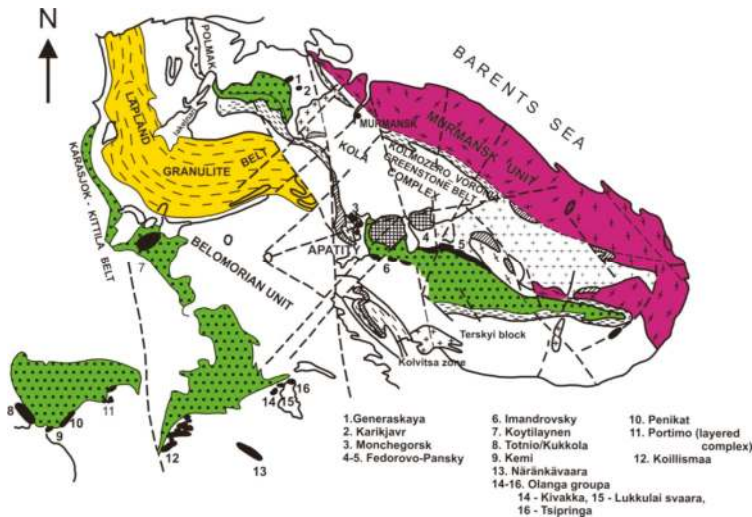 N
POLMAK
BARENTS SEA
1
2
MURMANSK
MURMANSK UNIT
LAPLAND
GRANULITE BELT
KOLA
KOLMOZERO VORONYA
GREENSTONE BELT
COMPLEX
KARASJOK - KITTILA BELT
3
4
5
APATITY
6
7
BELOMORIAN UNIT
Terskyi block
Kolvitsa zone
8
9
10
11
12
13
14
15
16
1.Generaskaya
2. Karikjavr
3. Monchegorsk
4-5. Fedorovo-Pansky
6. Imandrovsky
7. Koytilaynen
8. Totnio/Kukkola
9. Kemi
13. Näränkävaara
14-16. Olanga groupa
14 - Kivakka, 15 - Lukkulai svaara,
16 - Tsipringa
10. Penikat
11. Portimo (layered
complex)
12. Koillismaa